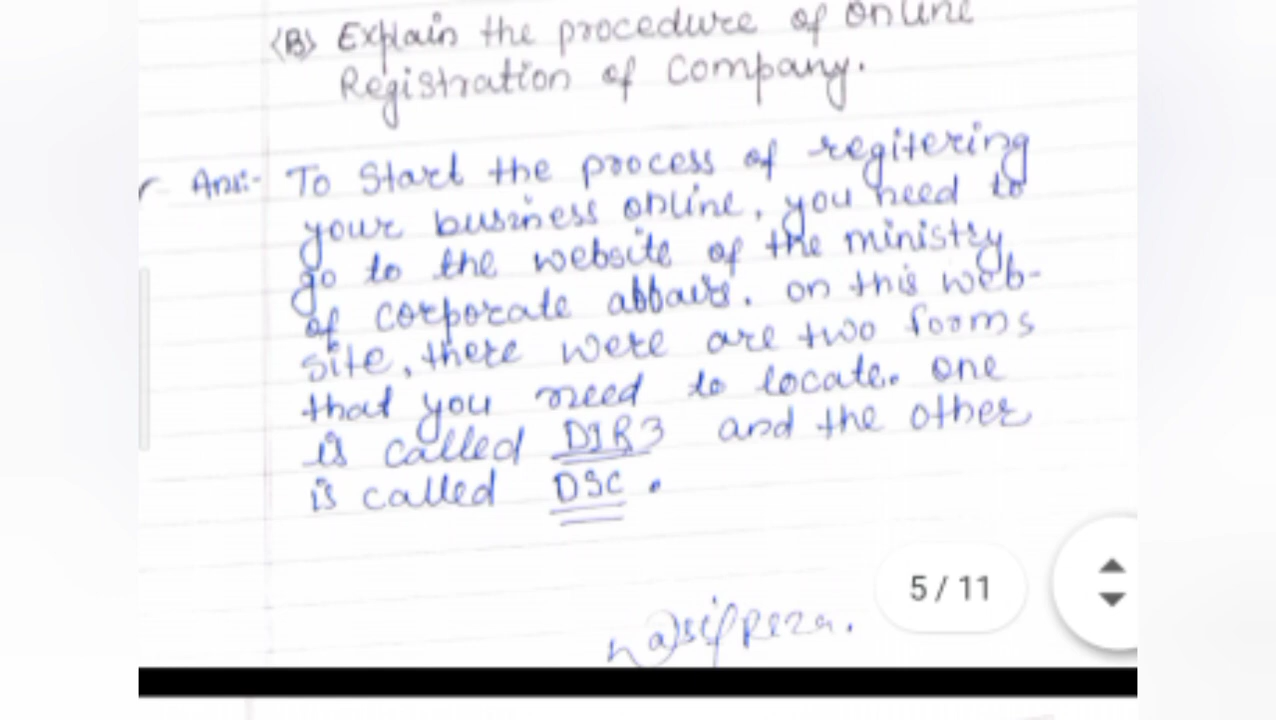 (B) Explain the procedure of online
Registration of Company.
Ans:- To Start the process of regitering
your business online, you need to
go to the website of the ministry
of corporate abbairs. on this web-
site, there were are two forms
that you need to locate. one
is called DIR3 and the other
is called DSC.
5 / 11